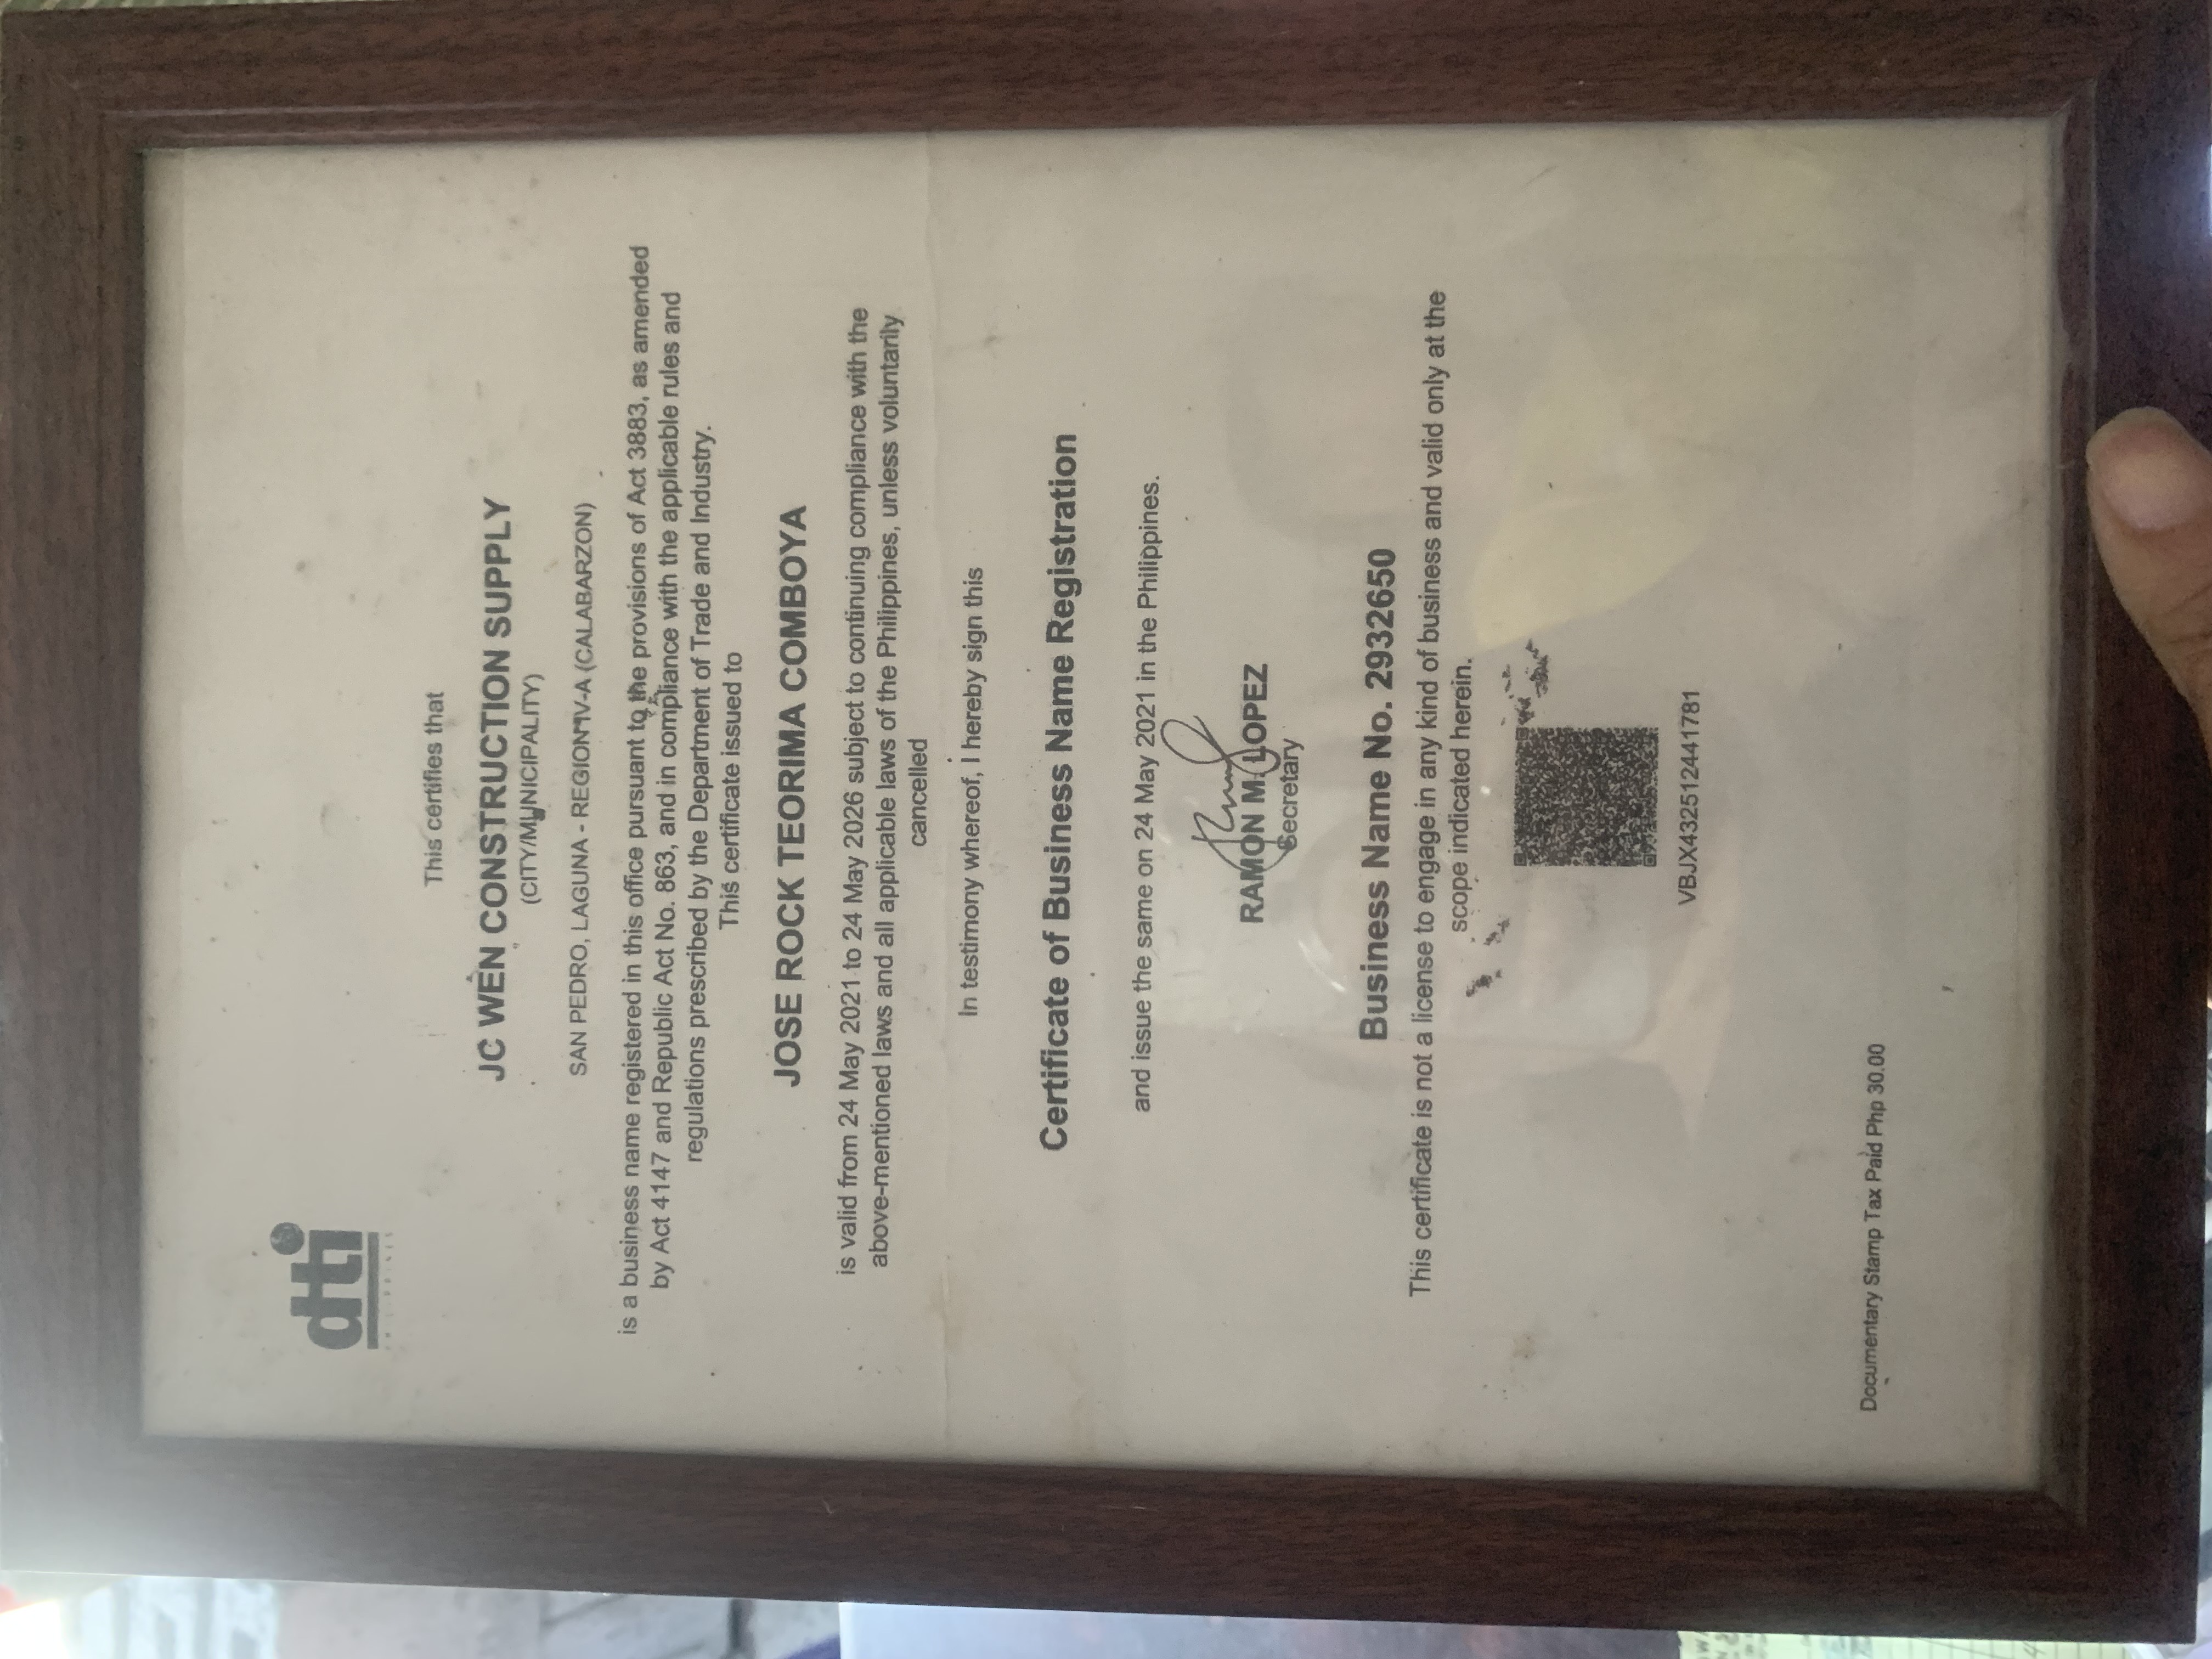 dti
PHILIPPINES
This certifies that
JC WEN CONSTRUCTION SUPPLY
(CITY/MUNICIPALITY)
SAN PEDRO, LAGUNA - REGION IV-A (CALABARZON)
is a business name registered in this office pursuant to the provisions of Act 3883, as amended
by Act 4147 and Republic Act No. 863, and in compliance with the applicable rules and
regulations prescribed by the Department of Trade and Industry.
This certificate issued to
JOSE ROCK TEORIMA COMBOYA
is valid from 24 May 2021 to 24 May 2026 subject to continuing compliance with the
above-mentioned laws and all applicable laws of the Philippines, unless voluntarily
cancelled
In testimony whereof, I hereby sign this
Certificate of Business Name Registration
and issue the same on 24 May 2021 in the Philippines.
RAMON M. LOPEZ
Secretary
Business Name No. 2932650
This certificate is not a license to engage in any kind of business and valid only at the
scope indicated herein.
VBJX432512441781
Documentary Stamp Tax Paid Php 30.00